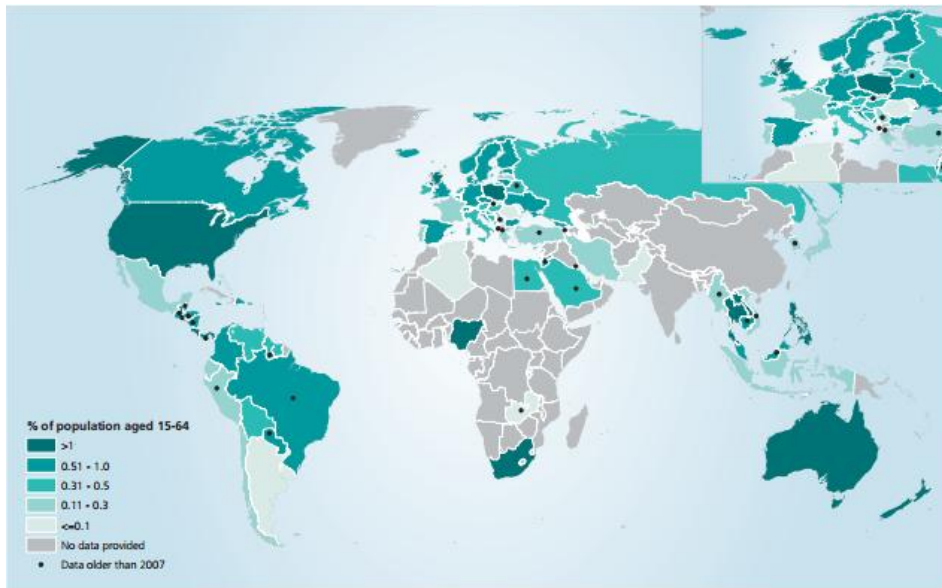 % of population aged 15-64
>1
0.51 - 1.0
0.31 - 0.5
0.11 - 0.3
<=0.1
No data provided
Data older than 2007